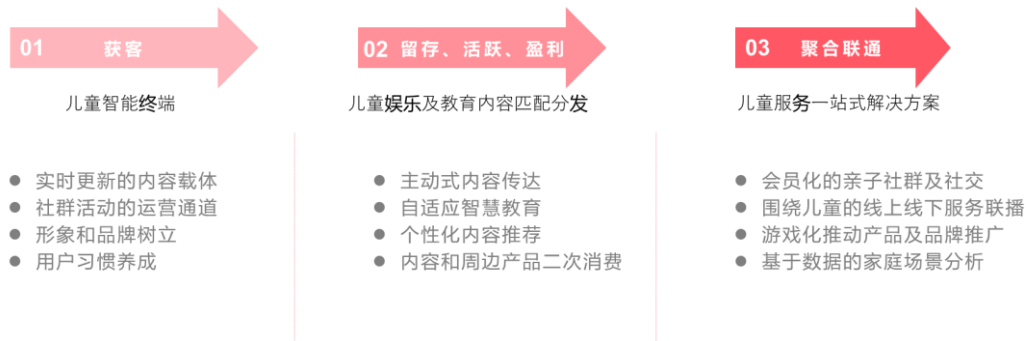 01 获客
儿童智能终端
实时更新的内容载体
社群活动的运营通道
形象和品牌树立
用户习惯养成
02 留存、活跃、盈利
儿童娱乐及教育内容匹配分发
主动式内容传达
自适应智慧教育
个性化内容推荐
内容和周边产品二次消费
03 聚合联通
儿童服务一站式解决方案
会员化的亲子社群及社交
围绕儿童的线上线下服务联播
游戏化推动产品及品牌推广
基于数据的家庭场景分析